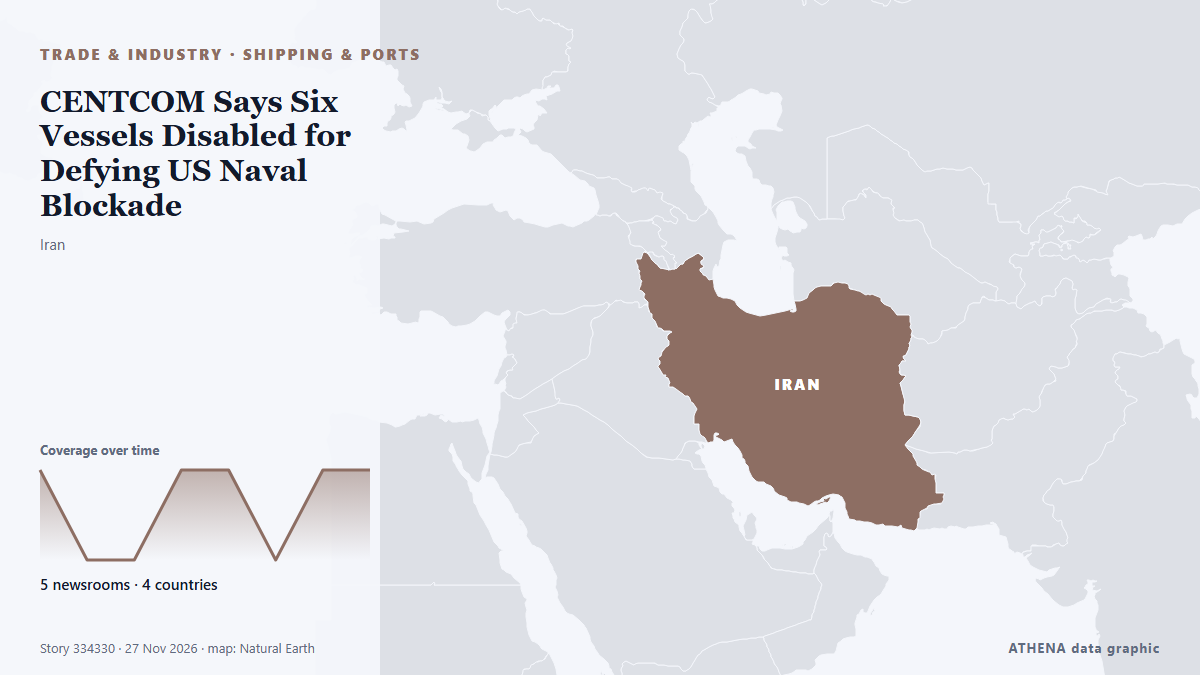 TRADE & INDUSTRY · SHIPPING & PORTS
CENTCOM Says Six
Vessels Disabled for
Defying US Naval
Blockade
Iran
IRAN
Coverage over time
5 newsrooms · 4 countries
Story 334330 · 27 Nov 2026 · map: Natural Earth
ATHENA data graphic